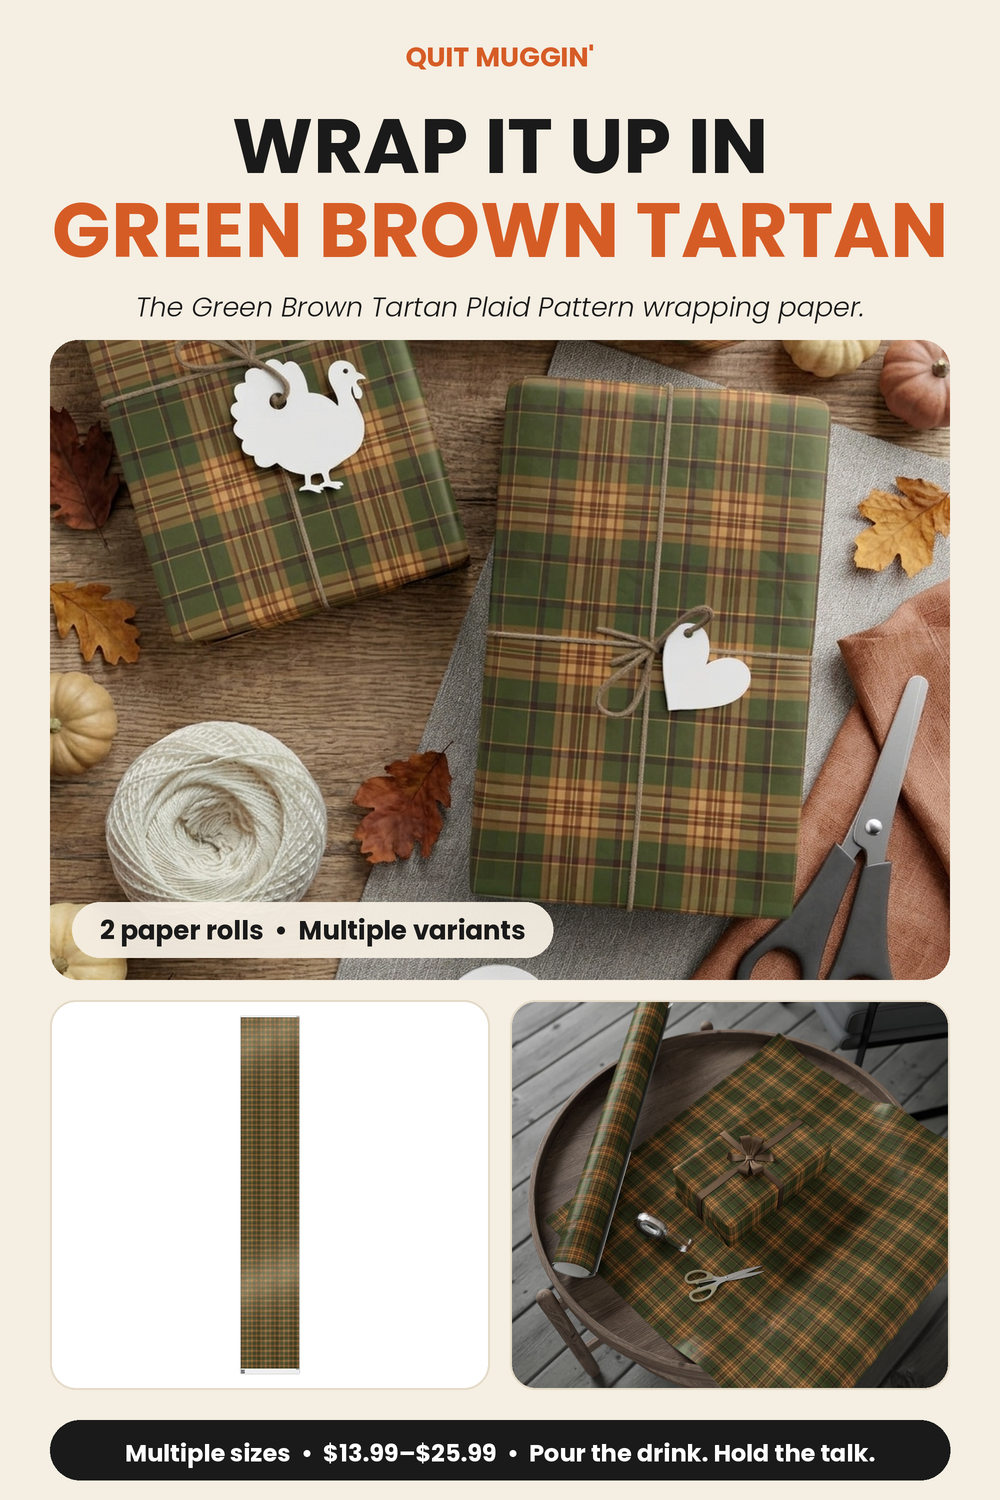 QUIT MUGGIN'
WRAP IT UP IN
GREEN BROWN TARTAN
The Green Brown Tartan Plaid Pattern wrapping paper.
2 paper rolls • Multiple variants
Multiple sizes • $13.99–$25.99 • Pour the drink. Hold the talk.